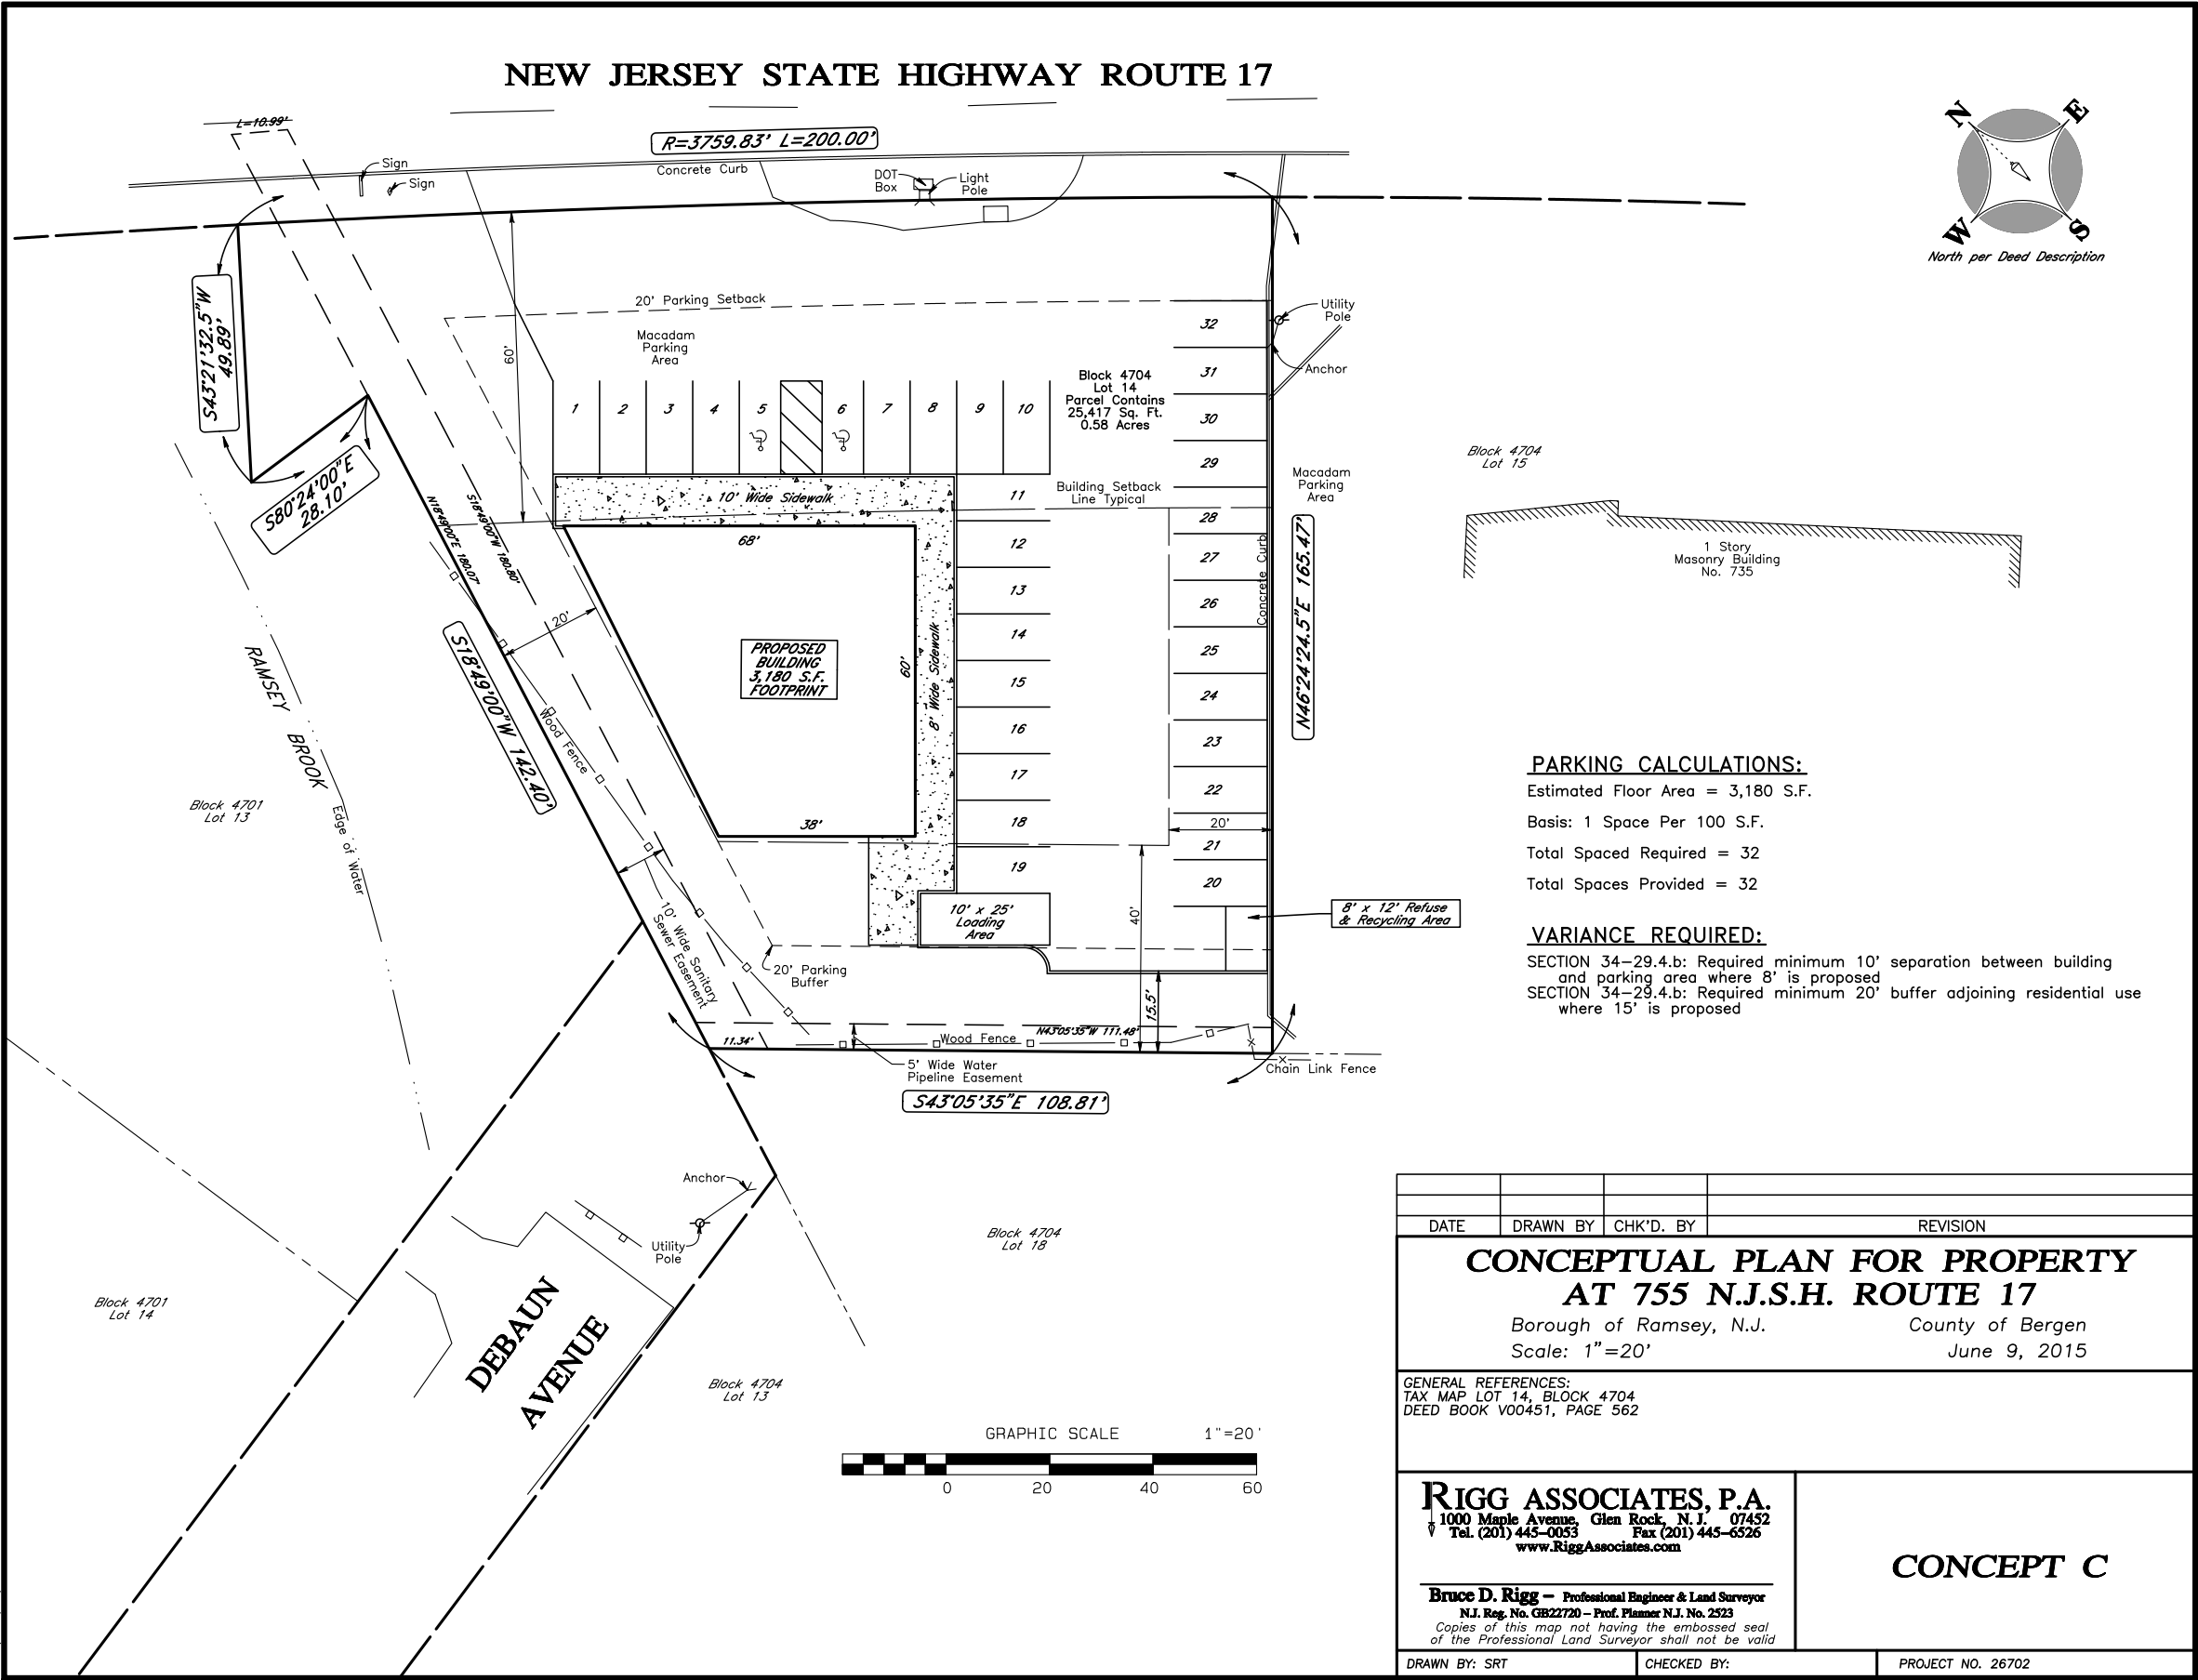 NEW JERSEY STATE HIGHWAY ROUTE 17
L=10.99'
R=3759.83' L=200.00'
Concrete Curb
Sign
Sign
DOT
Box
Light
Pole
N
E
W
S
North per Deed Description
S43°21'32.5"W
49.89'
20' Parking Setback
Macadam
Parking
Area
60'
Utility
Pole
Anchor
Block 4704
Lot 14
Parcel Contains
25,417 Sq. Ft.
0.58 Acres
1
2
3
4
5
6
7
8
9
10
32
31
30
29
28
27
26
25
24
23
22
21
20
S80°24'00"E
28.10'
N18°49'00"E 180.07'
S18°49'00"W 180.80'
10' Wide Sidewalk
11
12
13
14
15
16
17
18
19
Building Setback
Line Typical
Macadam
Parking
Area
Concrete Curb
N46°24'24.5"E 165.47'
Block 4704
Lot 15
1 Story
Masonry Building
No. 735
68'
20'
PROPOSED
BUILDING
3,180 S.F.
FOOTPRINT
60'
8' Wide Sidewalk
38'
S18°49'00"W 142.40'
Wood Fence
RAMSEY BROOK
Edge of Water
Block 4701
Lot 13
20'
40'
10' x 25'
Loading
Area
8' x 12' Refuse
& Recycling Area
10' Wide Sanitary
Sewer Easement
20' Parking
Buffer
15.5'
11.34'
Wood Fence
N43°05'35"W 111.48'
5' Wide Water
Pipeline Easement
Chain Link Fence
S43°05'35"E 108.81'
PARKING CALCULATIONS:
Estimated Floor Area = 3,180 S.F.
Basis: 1 Space Per 100 S.F.
Total Spaced Required = 32
Total Spaces Provided = 32
VARIANCE REQUIRED:
SECTION 34-29.4.b: Required minimum 10' separation between building
and parking area where 8' is proposed
SECTION 34-29.4.b: Required minimum 20' buffer adjoining residential use
where 15' is proposed
Anchor
Utility
Pole
Block 4704
Lot 18
Block 4701
Lot 14
DEBAUN
AVENUE
Block 4704
Lot 13
GRAPHIC SCALE 1"=20'
0 20 40 60
DATE DRAWN BY CHK'D. BY REVISION
CONCEPTUAL PLAN FOR PROPERTY
AT 755 N.J.S.H. ROUTE 17
Borough of Ramsey, N.J. County of Bergen
Scale: 1"=20' June 9, 2015
GENERAL REFERENCES:
TAX MAP LOT 14, BLOCK 4704
DEED BOOK V00451, PAGE 562
RIGG ASSOCIATES, P.A.
1000 Maple Avenue, Glen Rock, N. J. 07452
Tel. (201) 445-0053 Fax (201) 445-6526
www.RiggAssociates.com
Bruce D. Rigg – Professional Engineer & Land Surveyor
N.J. Reg. No. GB22720 – Prof. Planner N.J. No. 2523
Copies of this map not having the embossed seal
of the Professional Land Surveyor shall not be valid
CONCEPT C
DRAWN BY: SRT CHECKED BY: PROJECT NO. 26702